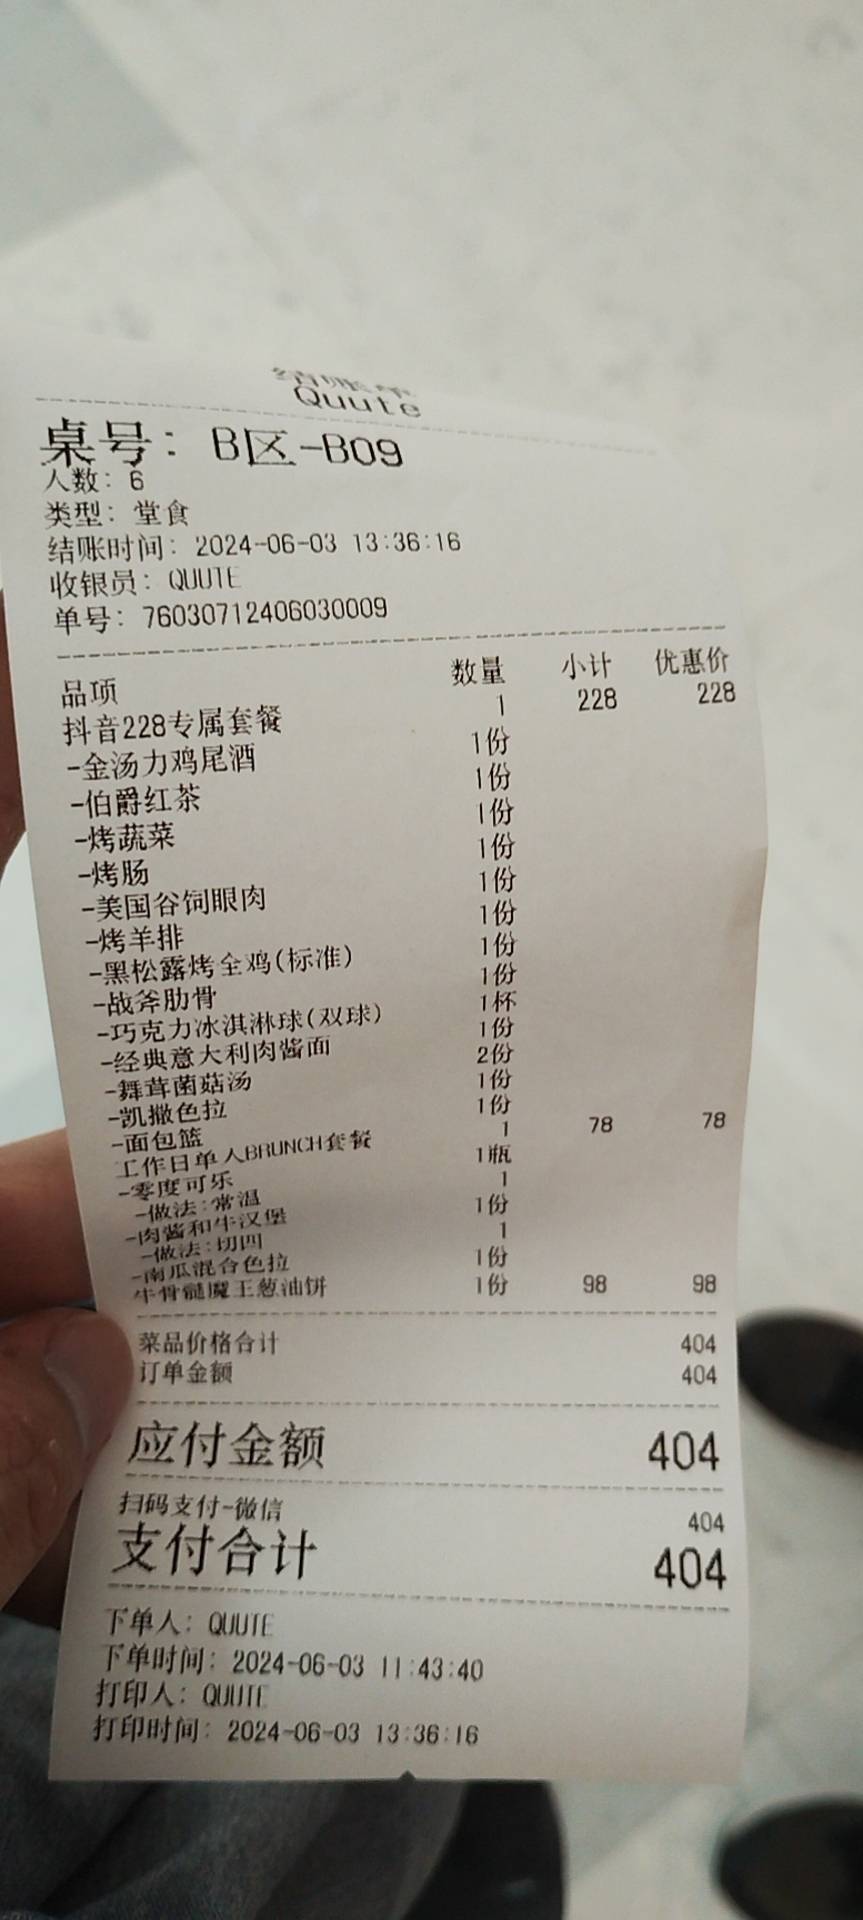 结账单
Quute
桌号: B区-B09
人数: 6
类型: 堂食
结账时间: 2024-06-03 13:36:16
收银员: QUUTE
单号: 76030712406030009
品项 数量 小计 优惠价
抖音228专属套餐 1 228 228
-金汤力鸡尾酒 1份
-伯爵红茶 1份
-烤蔬菜 1份
-烤肠 1份
-美国谷饲眼肉 1份
-烤羊排 1份
-黑松露烤全鸡(标准) 1份
-战斧肋骨 1份
-巧克力冰淇淋球(双球) 1杯
-经典意大利肉酱面 1份
-舞茸菌菇汤 2份
-凯撒色拉 1份
-面包篮 1份
工作日单人BRUNCH套餐 1 78 78
-零度可乐 1瓶
-做法:常温 1
-肉酱和牛汉堡 1份
-做法:切四 1
-南瓜混合色拉 1份
牛骨髓魔王葱油饼 1份 98 98
菜品价格合计 404
订单金额 404
应付金额 404
扫码支付-微信 404
支付合计 404
下单人: QUUTE
下单时间: 2024-06-03 11:43:40
打印人: QUUTE
打印时间: 2024-06-03 13:36:16